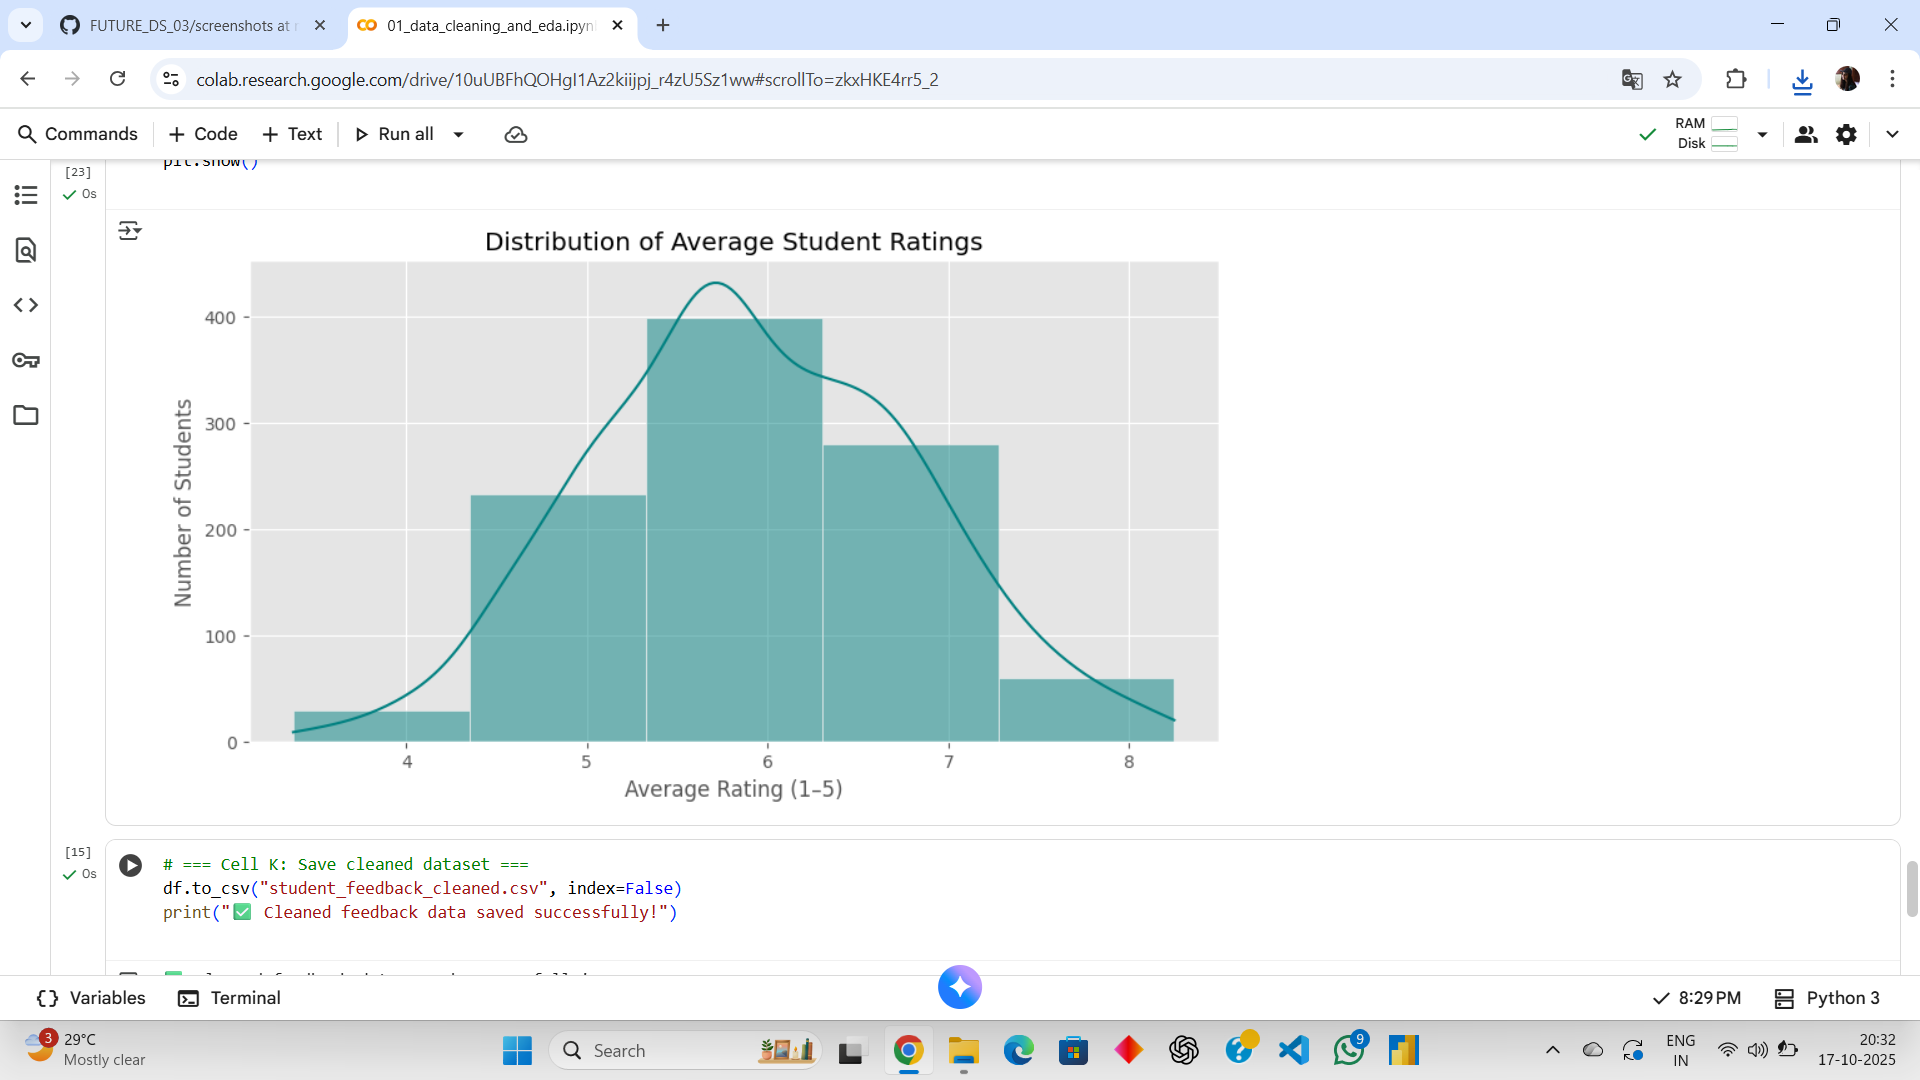 FUTURE_DS_03/screenshots at
01_data_cleaning_and_eda.ipyn
colab.research.google.com/drive/10uUBFhQOHgI1Az2kiijpj_r4zU5Sz1ww#scrollTo=zkxHKE4rr5_2
Commands
+ Code
+ Text
Run all
RAM
Disk
plt.show()
[23]
0s
Distribution of Average Student Ratings
Number of Students
400
300
200
100
0
4 5 6 7 8
Average Rating (1–5)
[15]
0s
# === Cell K: Save cleaned dataset ===
df.to_csv("student_feedback_cleaned.csv", index=False)
print("✅ Cleaned feedback data saved successfully!")
{} Variables
Terminal
8:29 PM
Python 3
3
29°C
Mostly clear
Search
9
ENG
IN
20:32
17-10-2025